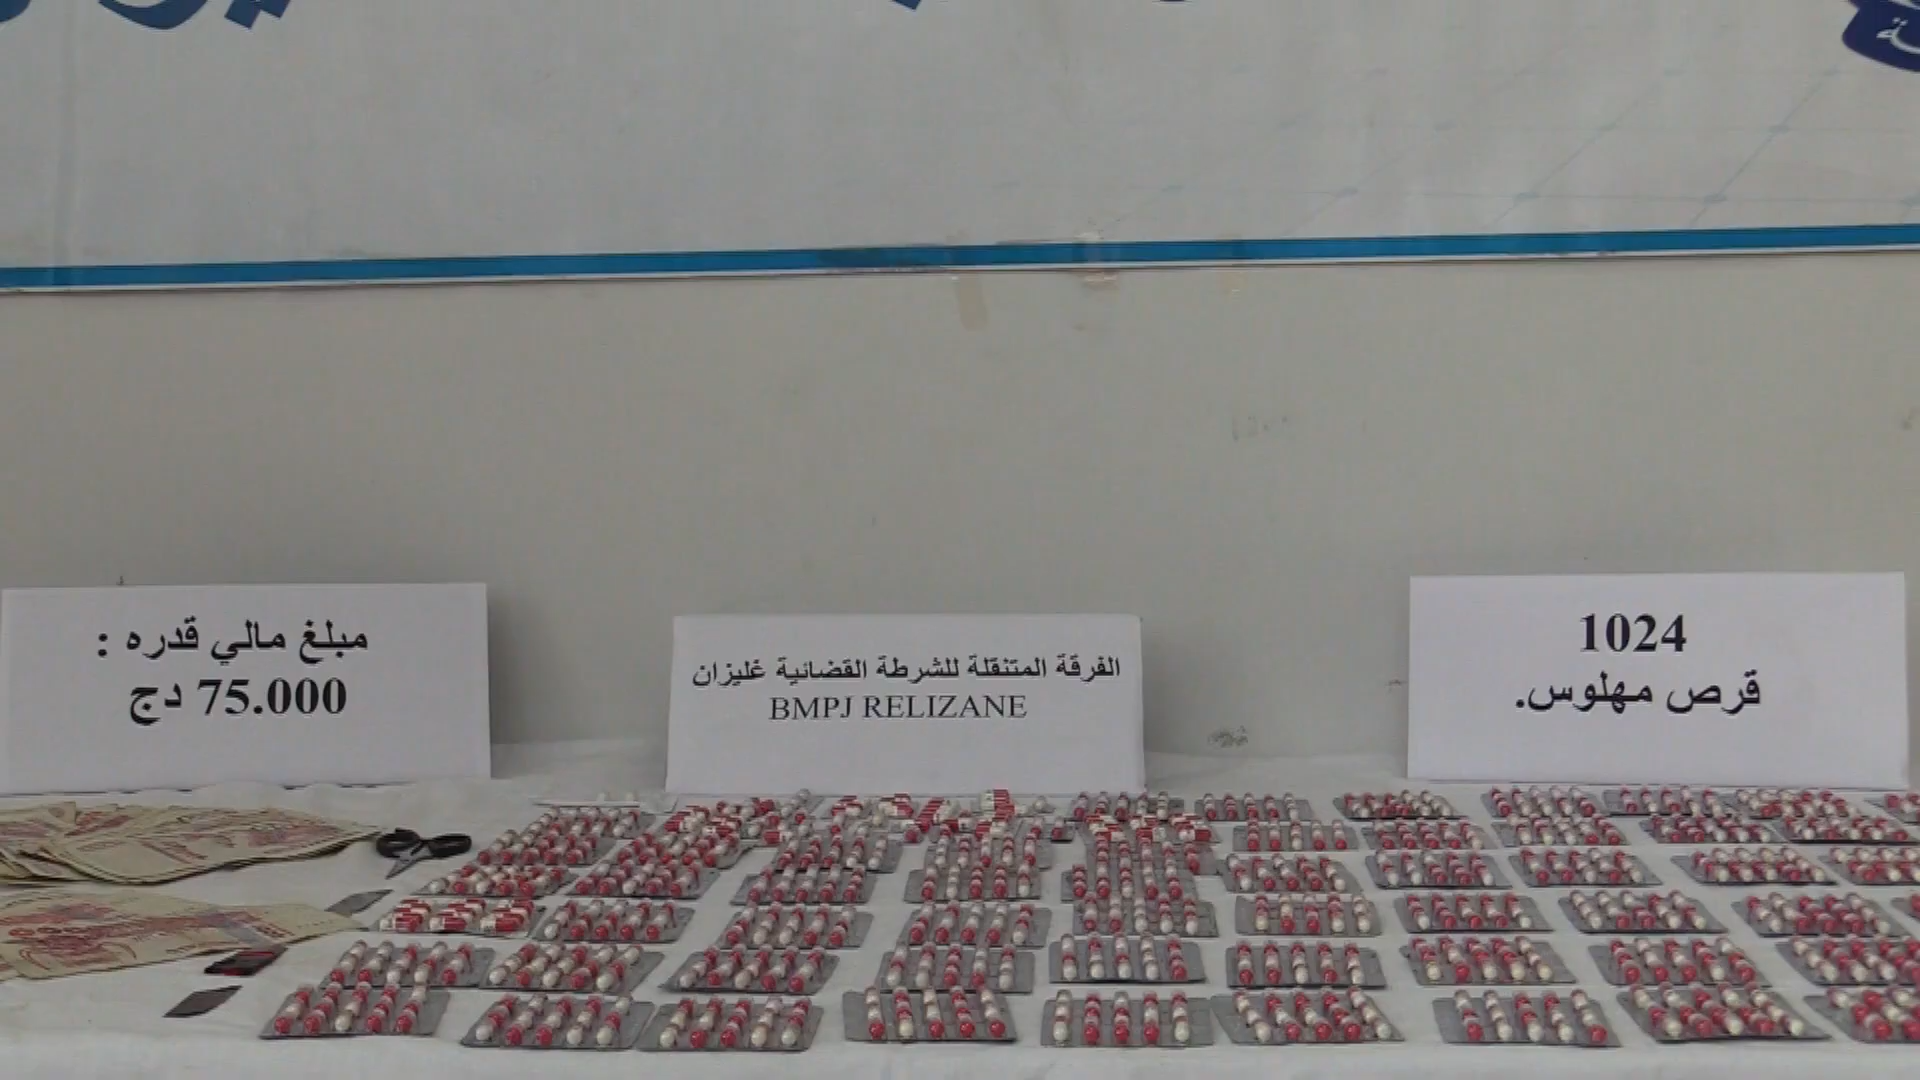 مبلغ مالي قدره :
75.000 دج
الفرقة المتنقلة للشرطة القضائية غليزان
BMPJ RELIZANE
1024
قرص مهلوس.